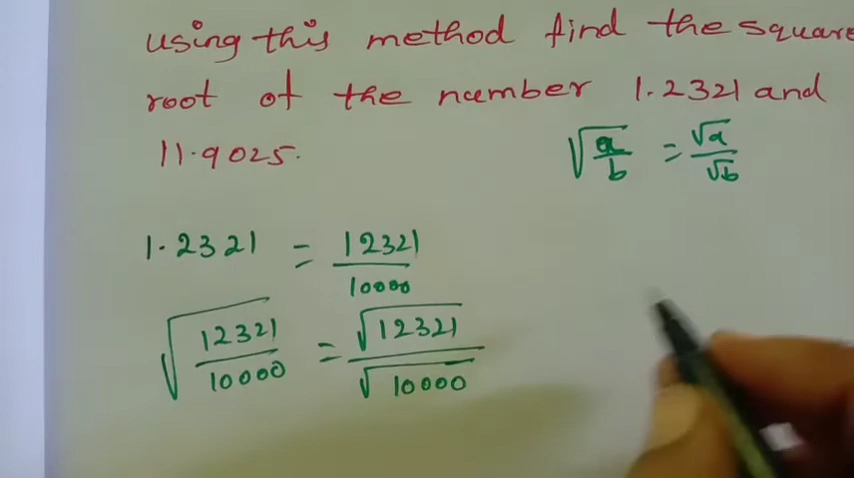 using this method find the square
root of the number 1.2321 and
11.9025.
√a/b = √a/√b
1.2321 = 12321/10000
√12321/10000 = √12321/√10000